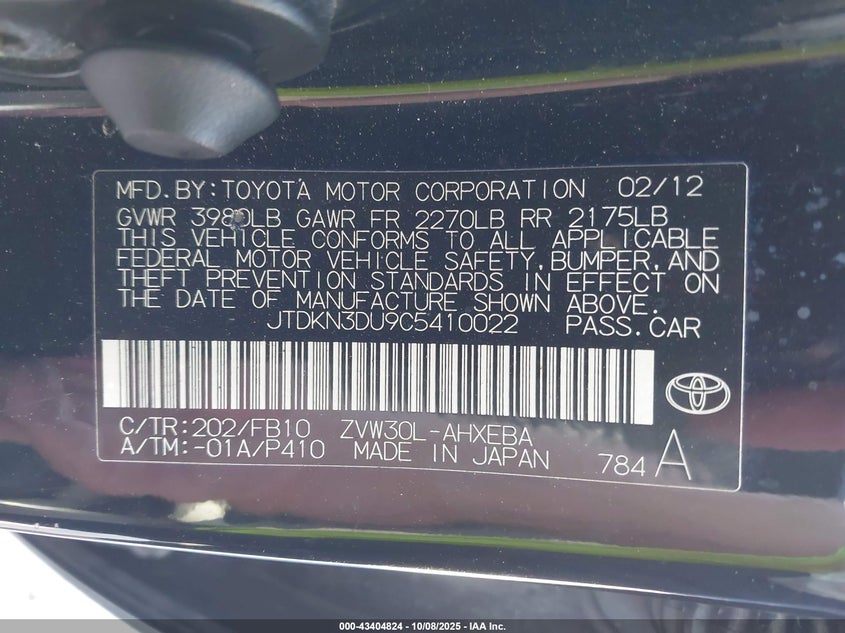 MFD.BY:TOYOTA MOTOR CORPORATION 02/12
GVWR 3980LB GAWR FR 2270LB RR 2175LB
THIS VEHICLE CONFORMS TO ALL APPLICABLE
FEDERAL MOTOR VEHICLE SAFETY,BUMPER,AND
THEFT PREVENTION STANDARDS IN EFFECT ON
THE DATE OF MANUFACTURE SHOWN ABOVE.
JTDKN3DU9C5410022 PASS.CAR
C/TR:202/FB10 ZVW30L-AHXEBA
A/TM:-01A/P410 MADE IN JAPAN 784 A
000-43404824 - 10/08/2025 - IAA Inc.